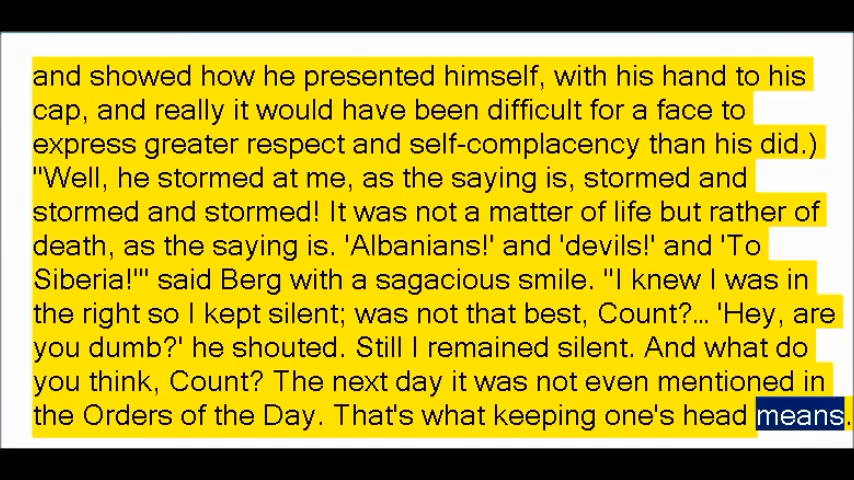 and showed how he presented himself, with his hand to his
cap, and really it would have been difficult for a face to
express greater respect and self-complacency than his did.)
"Well, he stormed at me, as the saying is, stormed and
stormed and stormed! It was not a matter of life but rather of
death, as the saying is. 'Albanians!' and 'devils!' and 'To
Siberia!'" said Berg with a sagacious smile. "I knew I was in
the right so I kept silent; was not that best, Count?... 'Hey, are
you dumb?' he shouted. Still I remained silent. And what do
you think, Count? The next day it was not even mentioned in
the Orders of the Day. That's what keeping one's head means.